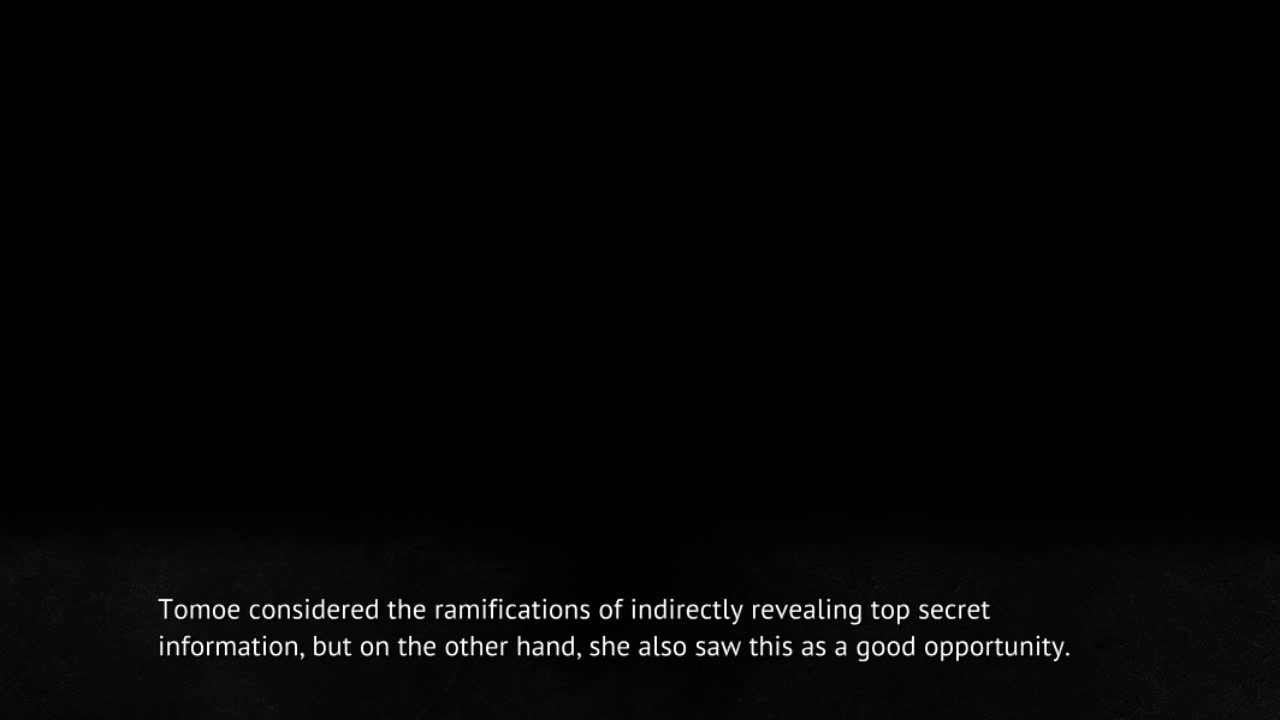 Tomoe considered the ramifications of indirectly revealing top secret
information, but on the other hand, she also saw this as a good opportunity.